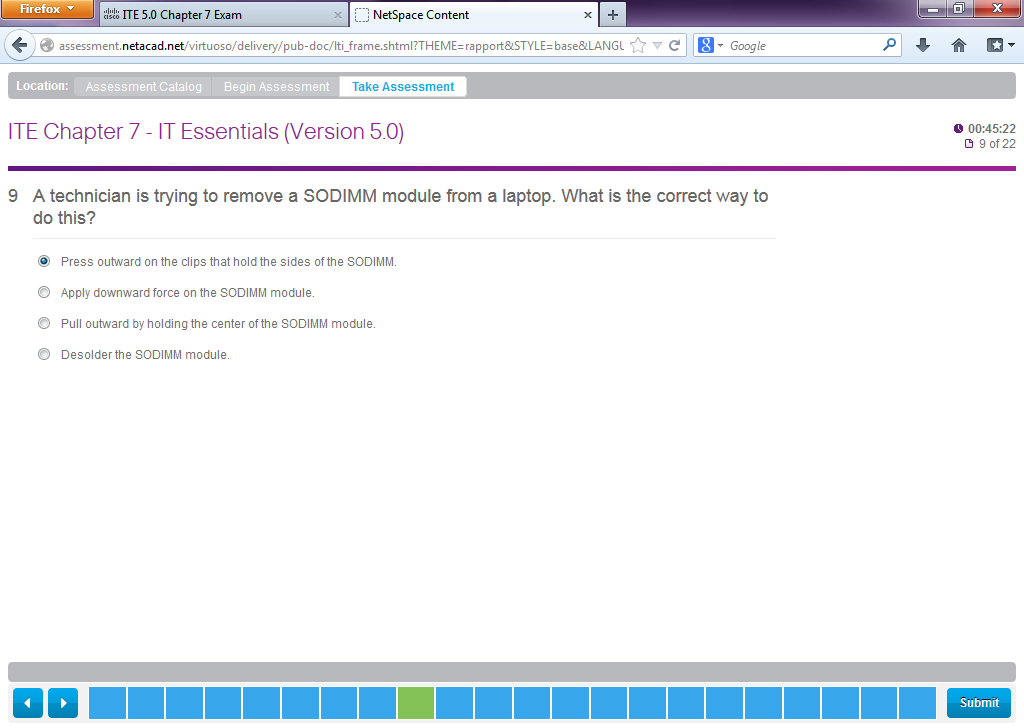 Firefox
cisco ITE 5.0 Chapter 7 Exam
NetSpace Content
assessment.netacad.net/virtuoso/delivery/pub-doc/lti_frame.shtml?THEME=rapport&STYLE=base&LANGU
8 Google
Location: Assessment Catalog Begin Assessment Take Assessment
ITE Chapter 7 - IT Essentials (Version 5.0)
00:45:22
9 of 22
9 A technician is trying to remove a SODIMM module from a laptop. What is the correct way to
do this?
Press outward on the clips that hold the sides of the SODIMM.
Apply downward force on the SODIMM module.
Pull outward by holding the center of the SODIMM module.
Desolder the SODIMM module.
Submit